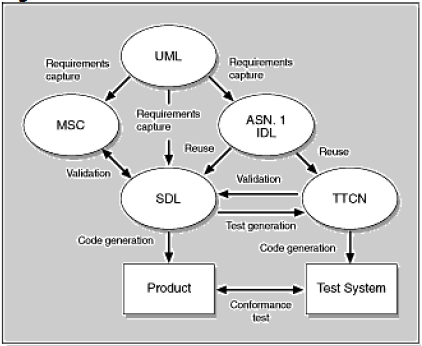 UML
Requirements
capture
Requirements
capture
Requirements
capture
MSC
ASN. 1
IDL
Reuse
Reuse
Validation
Validation
SDL
TTCN
Test generation
Code generation
Code generation
Product
Test System
Conformance
test